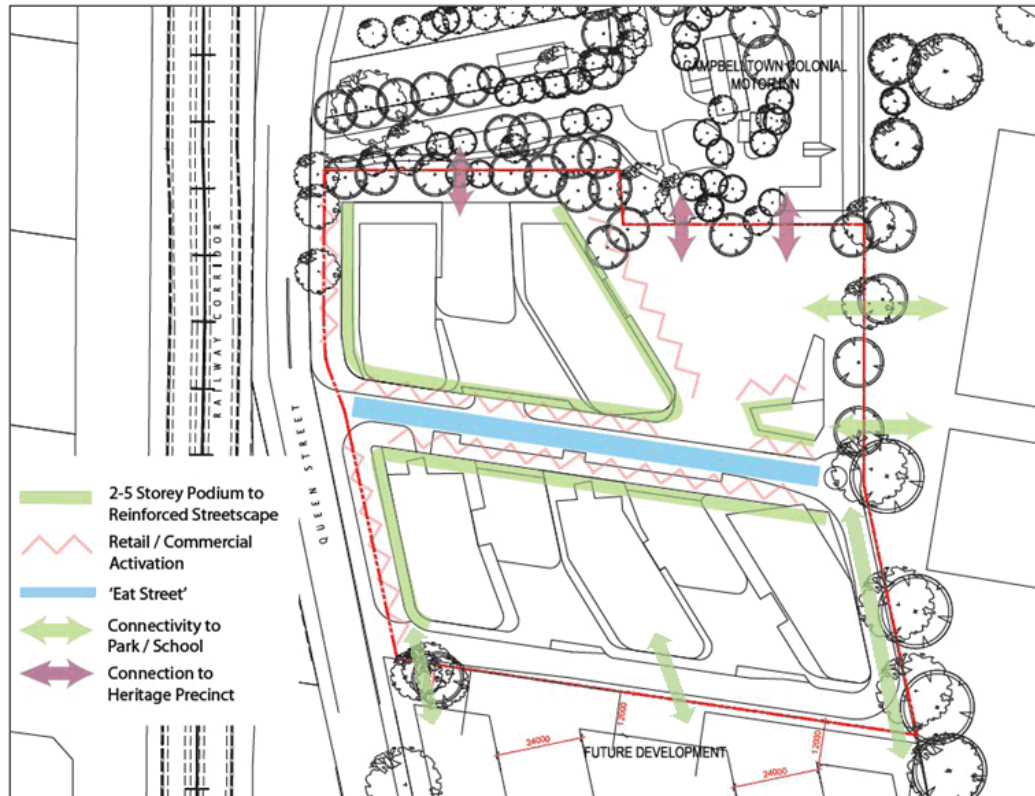 CAMPBELLTOWN COLONIAL
MOTOR INN
RAILWAY CORRIDOR
QUEEN STREET
2-5 Storey Podium to
Reinforced Streetscape
Retail / Commercial
Activation
'Eat Street'
Connectivity to
Park / School
Connection to
Heritage Precinct
12000
12000
24000
FUTURE DEVELOPMENT
24000